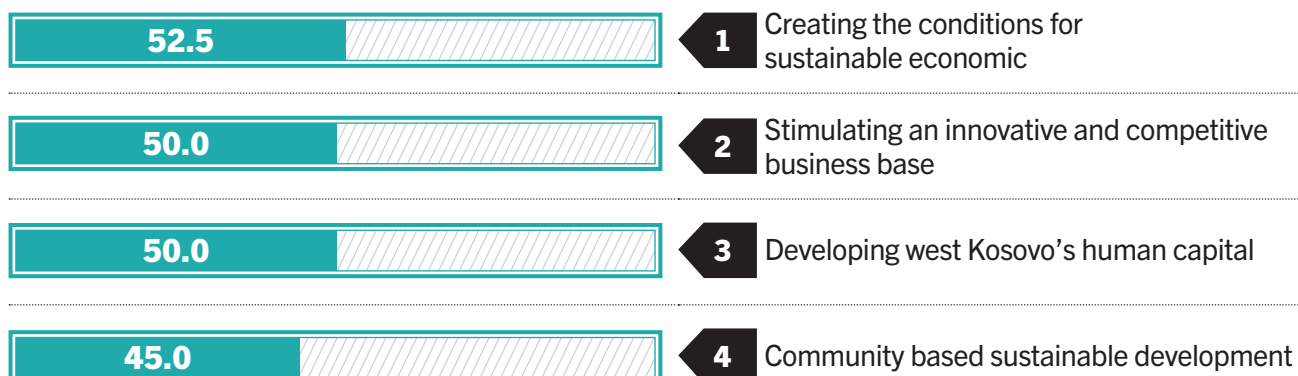 52.5
1
Creating the conditions for
sustainable economic
50.0
2
Stimulating an innovative and competitive
business base
50.0
3
Developing west Kosovo's human capital
45.0
4
Community based sustainable development